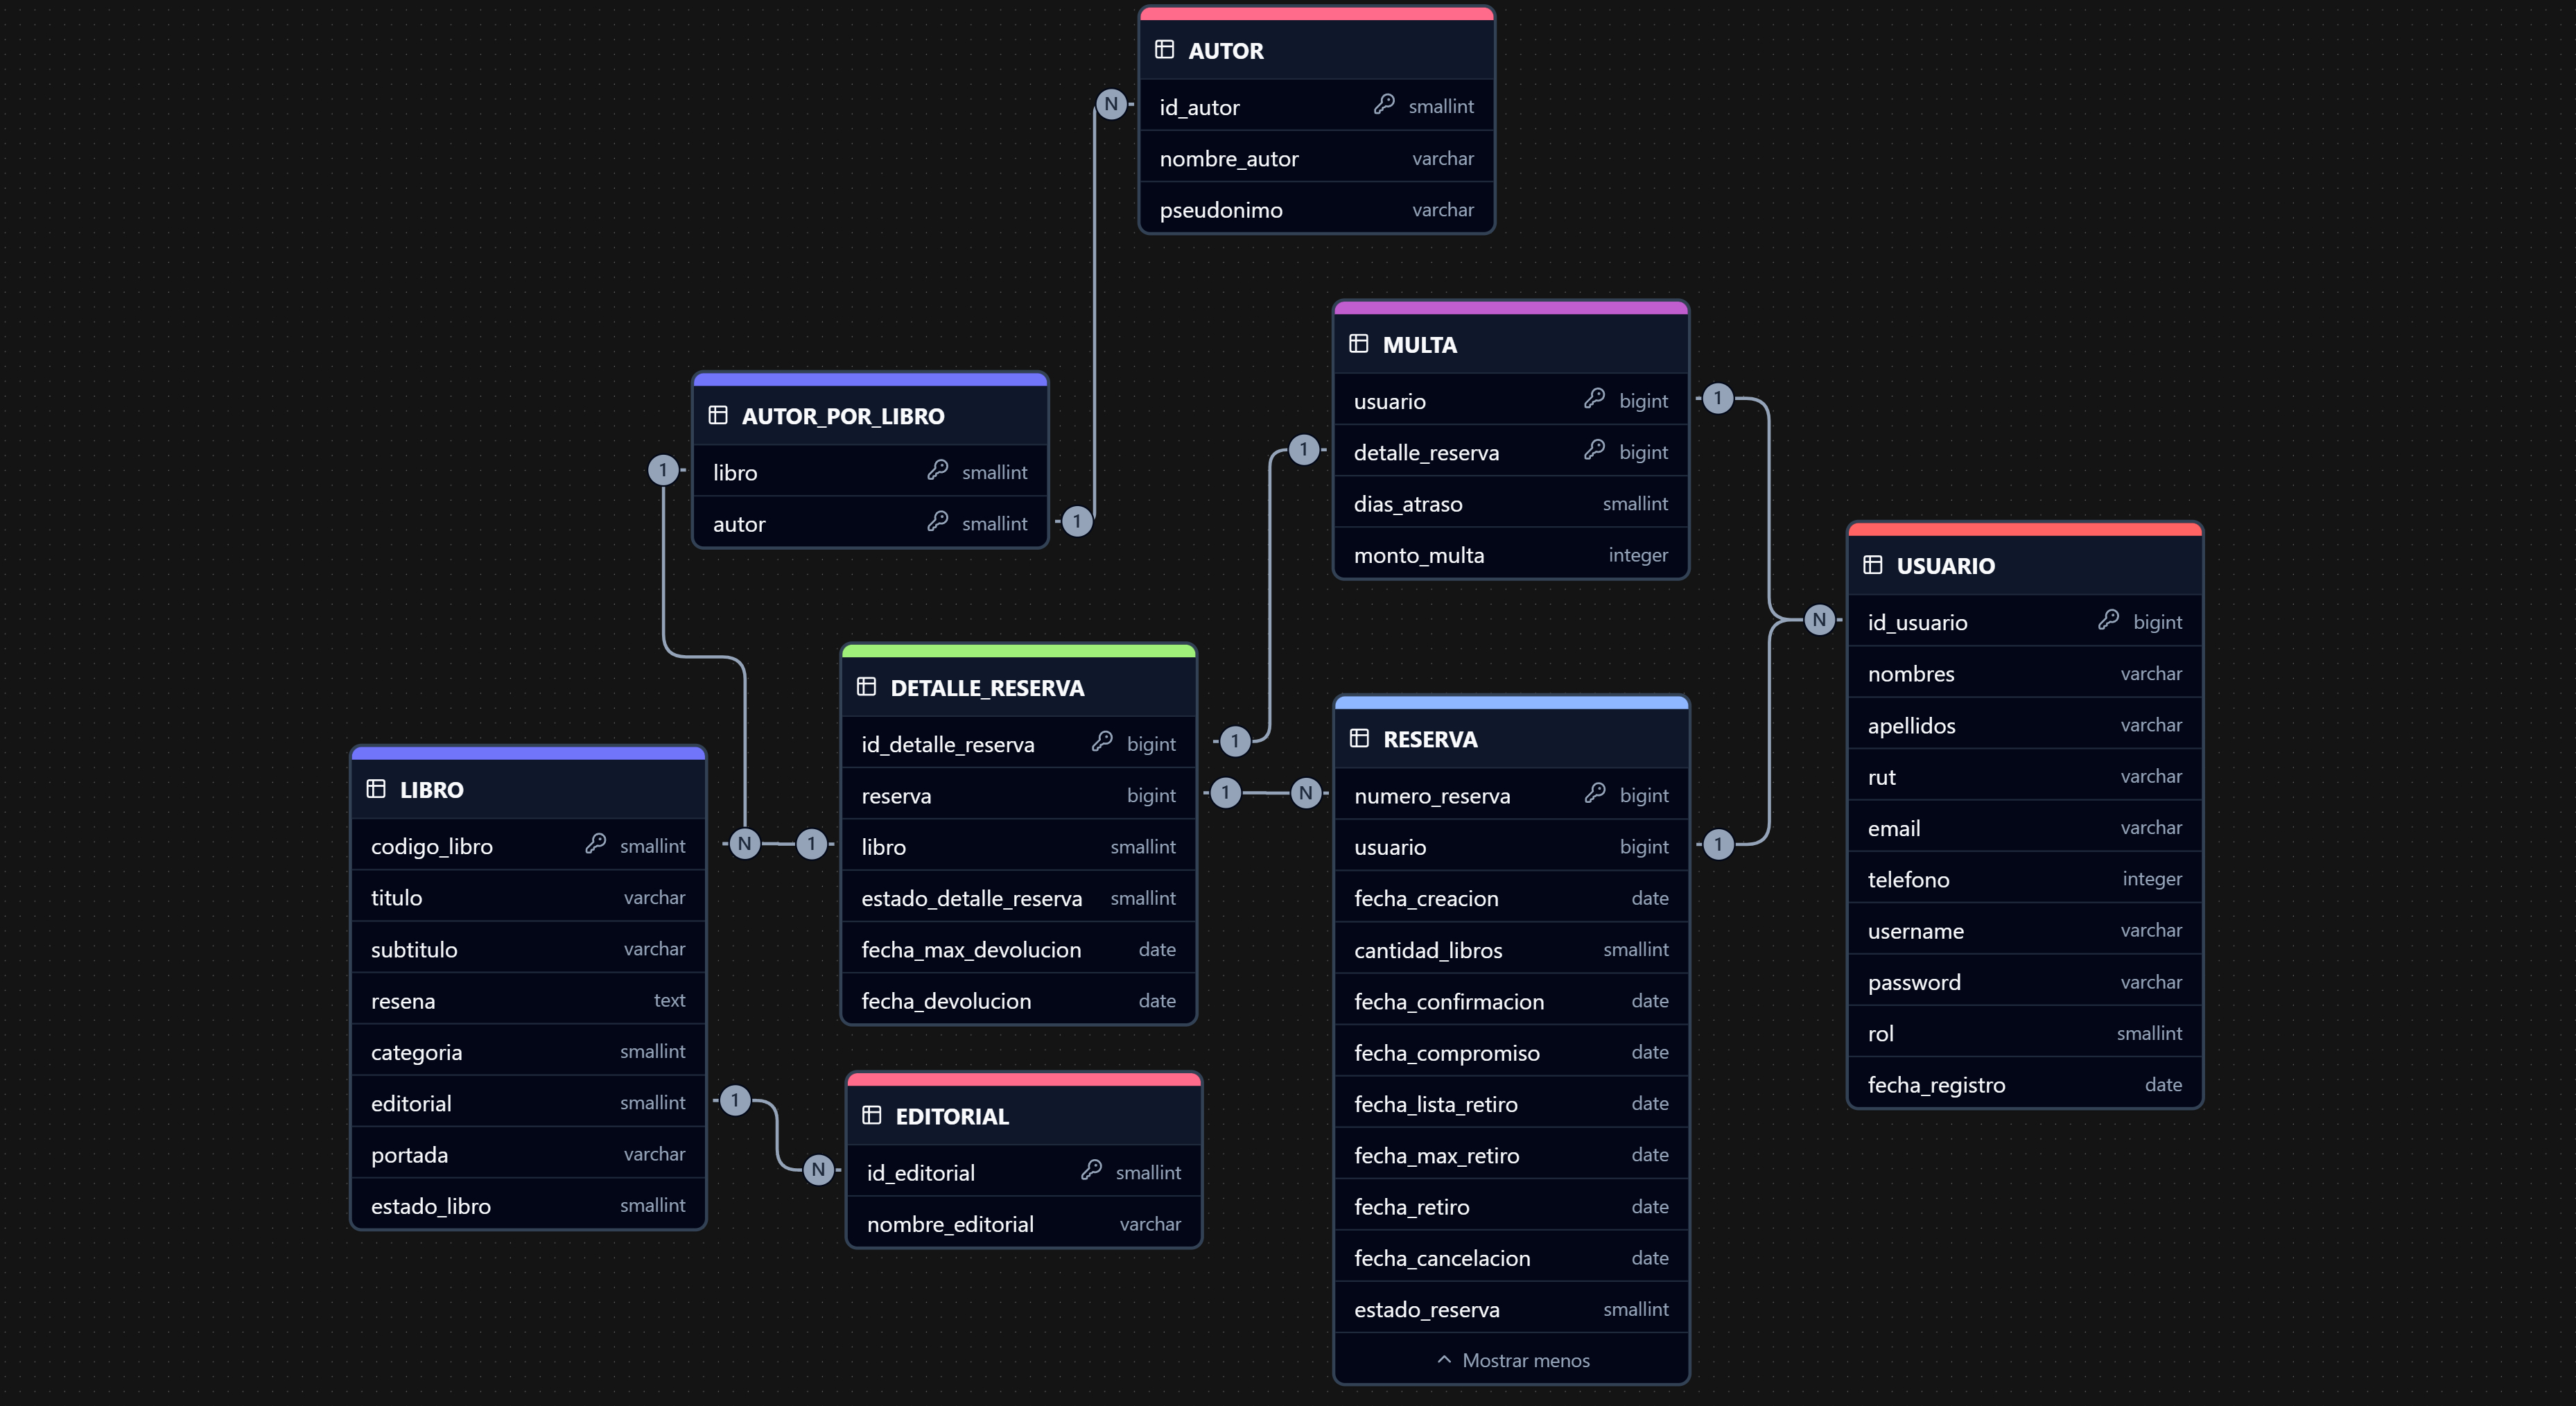 AUTOR
N
id_autor smallint
nombre_autor varchar
pseudonimo varchar
MULTA
usuario bigint
1
detalle_reserva bigint
1
dias_atraso smallint
monto_multa integer
AUTOR_POR_LIBRO
1
libro smallint
autor smallint
1
USUARIO
N
id_usuario bigint
nombres varchar
apellidos varchar
rut varchar
email varchar
telefono integer
username varchar
password varchar
rol smallint
fecha_registro date
DETALLE_RESERVA
id_detalle_reserva bigint
1
reserva bigint
1
libro smallint
1
estado_detalle_reserva smallint
fecha_max_devolucion date
fecha_devolucion date
RESERVA
N
numero_reserva bigint
usuario bigint
1
fecha_creacion date
cantidad_libros smallint
fecha_confirmacion date
fecha_compromiso date
fecha_lista_retiro date
fecha_max_retiro date
fecha_retiro date
fecha_cancelacion date
estado_reserva smallint
Mostrar menos
LIBRO
codigo_libro smallint
N
titulo varchar
subtitulo varchar
resena text
categoria smallint
editorial smallint
1
portada varchar
estado_libro smallint
EDITORIAL
N
id_editorial smallint
nombre_editorial varchar